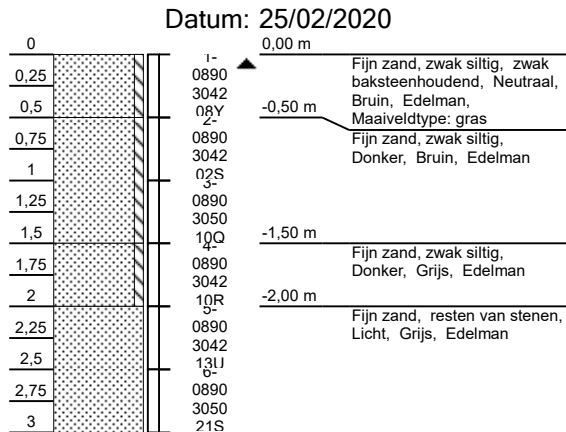 Datum: 25/02/2020
0
0,25
0,5
0,75
1
1,25
1,5
1,75
2
2,25
2,5
2,75
3
1-
0890
3042
08Y
2-
0890
3042
02S
3-
0890
3050
10Q
4-
0890
3042
10R
5-
0890
3042
13U
6-
0890
3050
21S
0,00 m
Fijn zand, zwak siltig, zwak
baksteenhoudend, Neutraal,
Bruin, Edelman,
Maaiveldtype: gras
-0,50 m
Fijn zand, zwak siltig,
Donker, Bruin, Edelman
-1,50 m
Fijn zand, zwak siltig,
Donker, Grijs, Edelman
-2,00 m
Fijn zand, resten van stenen,
Licht, Grijs, Edelman